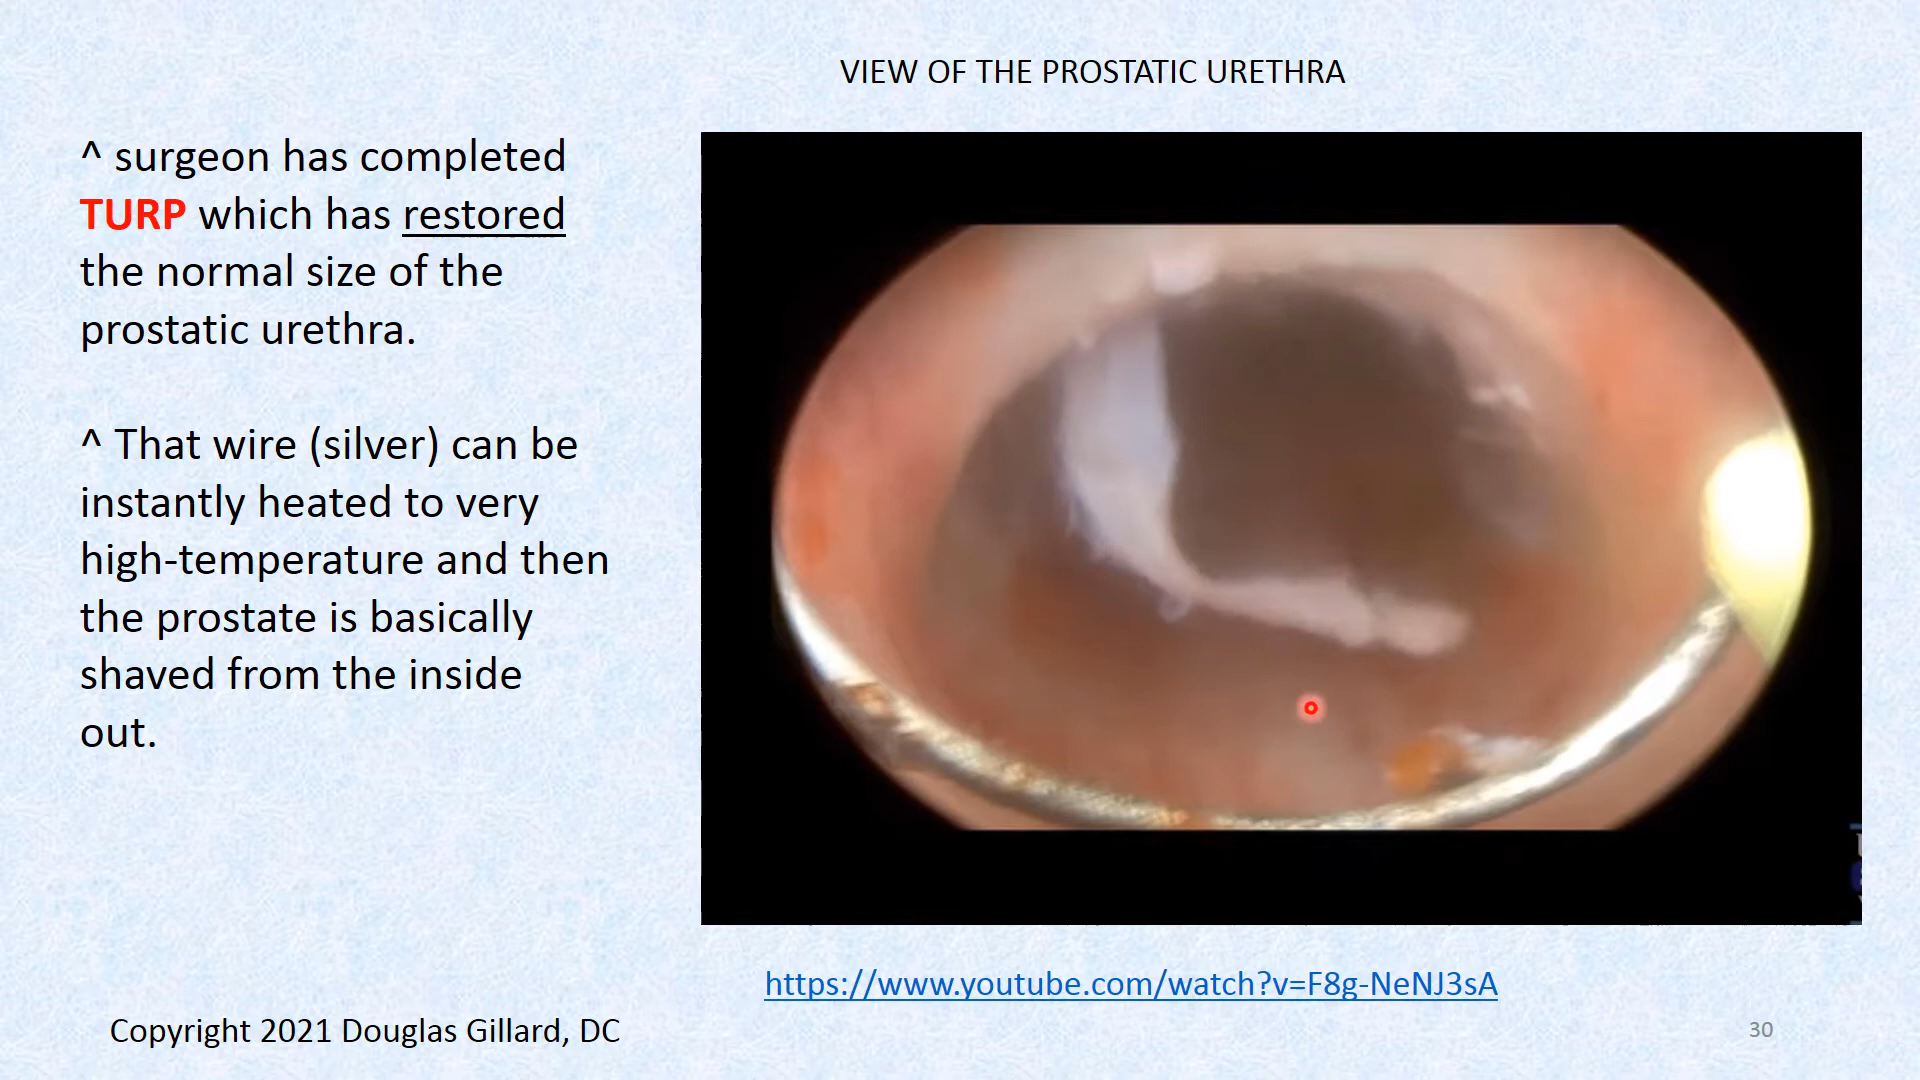 VIEW OF THE PROSTATIC URETHRA
^ surgeon has completed
TURP which has restored
the normal size of the
prostatic urethra.
^ That wire (silver) can be
instantly heated to very
high-temperature and then
the prostate is basically
shaved from the inside
out.
https://www.youtube.com/watch?v=F8g-NeNJ3sA
Copyright 2021 Douglas Gillard, DC
30